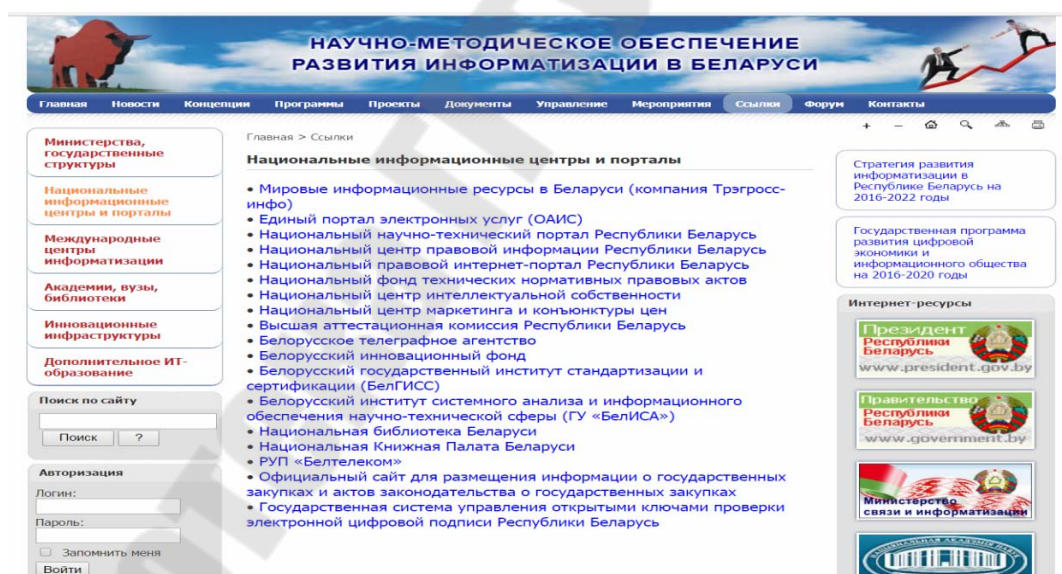 НАУЧНО-МЕТОДИЧЕСКОЕ ОБЕСПЕЧЕНИЕ
РАЗВИТИЯ ИНФОРМАТИЗАЦИИ В БЕЛАРУСИ
Главная Новости Концепции Программы Проекты Документы Управление Мероприятия Ссылки Форум Контакты
Министерства,
государственные
структуры
Национальные
информационные
центры и порталы
Международные
центры
информатизации
Академии, вузы,
библиотеки
Инновационные
инфраструктуры
Дополнительное ИТ-
образование
Поиск по сайту
Поиск ?
Авторизация
Логин:
Пароль:
Запомнить меня
Войти
Главная > Ссылки
Национальные информационные центры и порталы
• Мировые информационные ресурсы в Беларуси (компания Трэгросс-
инфо)
• Единый портал электронных услуг (ОАИС)
• Национальный научно-технический портал Республики Беларусь
• Национальный центр правовой информации Республики Беларусь
• Национальный правовой интернет-портал Республики Беларусь
• Национальный фонд технических нормативных правовых актов
• Национальный центр интеллектуальной собственности
• Национальный центр маркетинга и конъюнктуры цен
• Высшая аттестационная комиссия Республики Беларусь
• Белорусское телеграфное агентство
• Белорусский инновационный фонд
• Белорусский государственный институт стандартизации и
сертификации (БелГИСС)
• Белорусский институт системного анализа и информационного
обеспечения научно-технической сферы (ГУ «БелИСА»)
• Национальная библиотека Беларуси
• Национальная Книжная Палата Беларуси
• РУП «Белтелеком»
• Официальный сайт для размещения информации о государственных
закупках и актов законодательства о государственных закупках
• Государственная система управления открытыми ключами проверки
электронной цифровой подписи Республики Беларусь
+ –
Стратегия развития
информатизации в
Республике Беларусь на
2016-2022 годы
Государственная программа
развития цифровой
экономики и
информационного общества
на 2016-2020 годы
Интернет-ресурсы
Президент
Республики
Беларусь
www.president.gov.by
Правительство
Республики
Беларусь
www.government.by
Министерство
связи и информатизации
НАЦИОНАЛЬНАЯ АКАДЕМИЯ НАУК